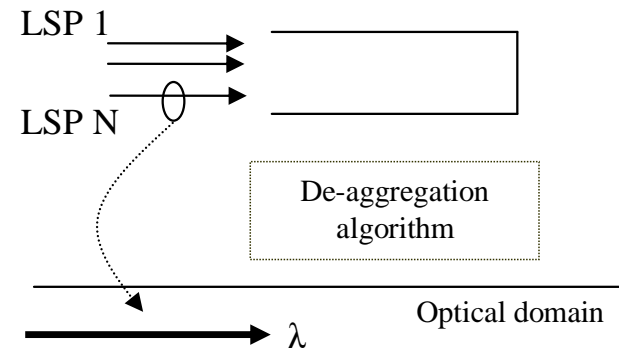 LSP 1
LSP N
De-aggregation
algorithm
Optical domain
λ